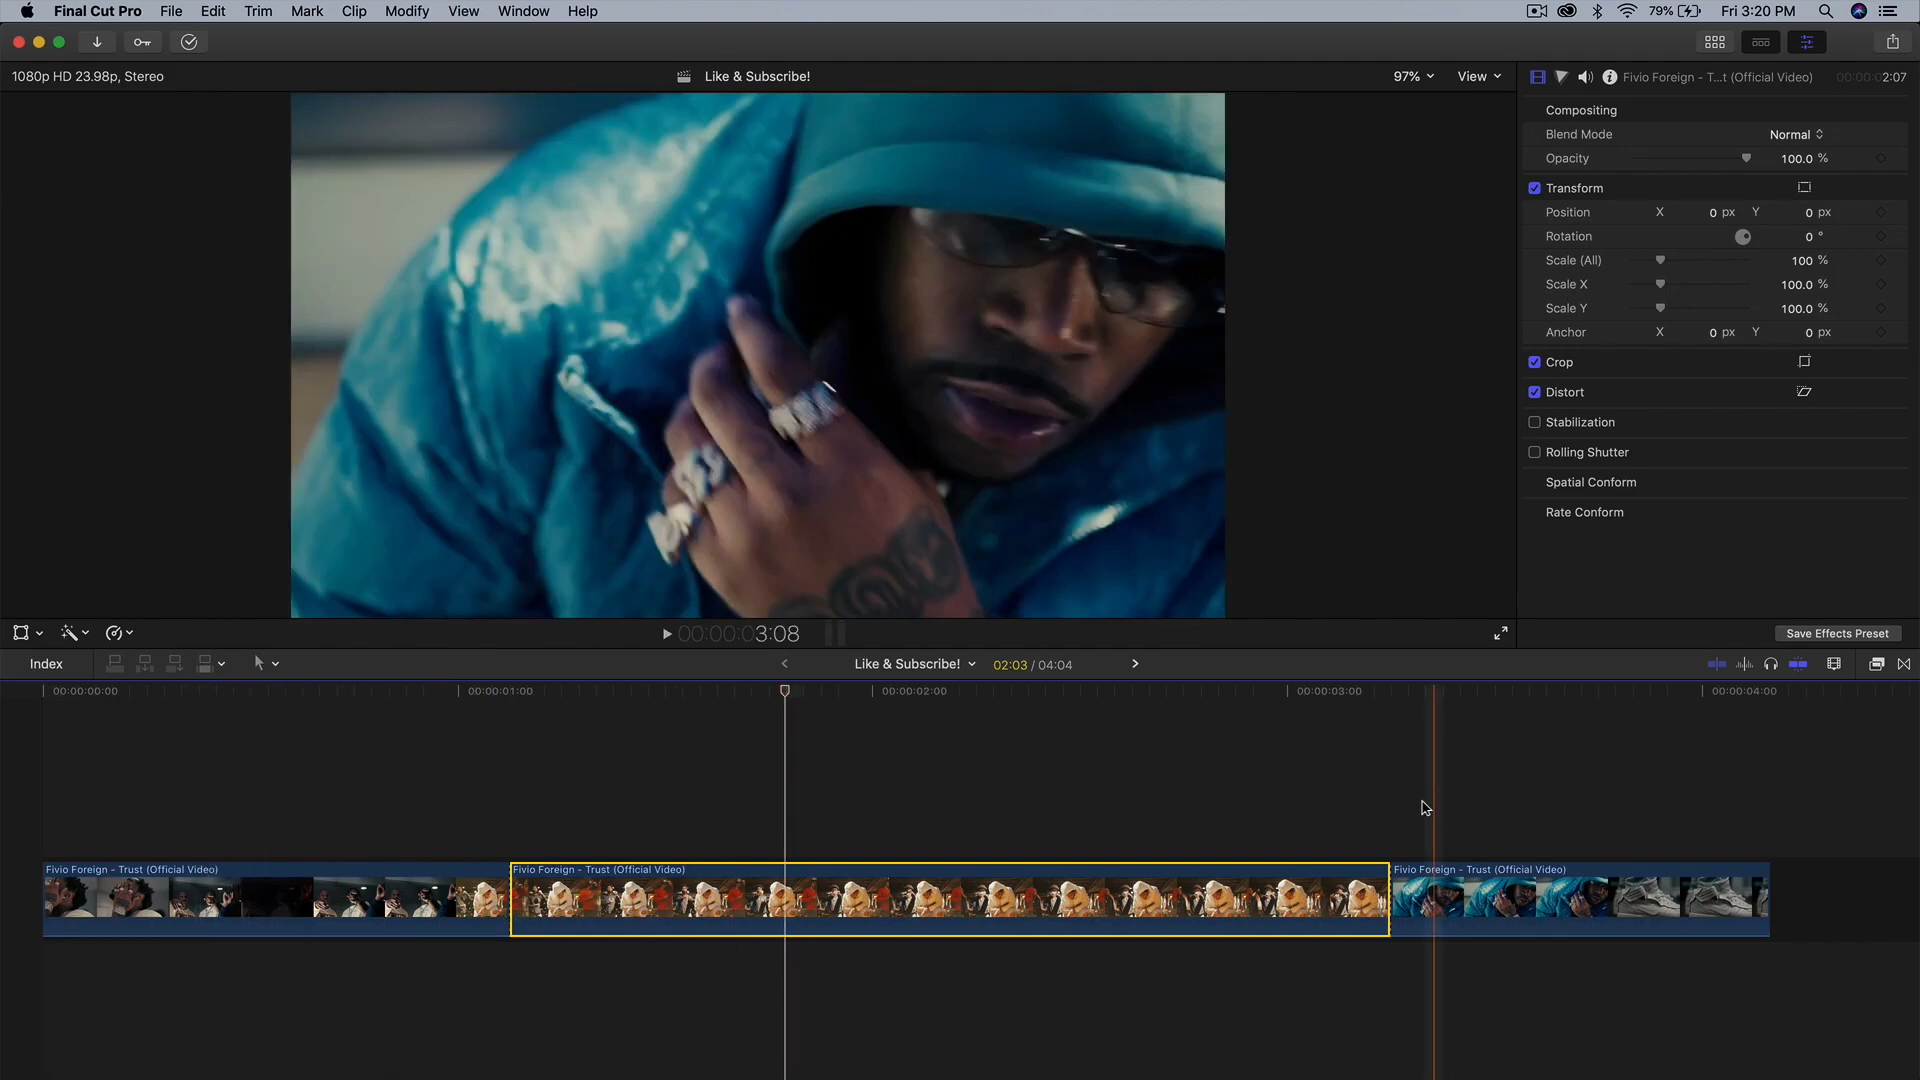 Final Cut Pro File Edit Trim Mark Clip Modify View Window Help 79% Fri 3:20 PM
1080p HD 23.98p, Stereo Like & Subscribe! 97% View Fivio Foreign - T...t (Official Video) 00:00:02:07
Compositing
Blend Mode Normal
Opacity 100.0 %
Transform
Position X 0 px Y 0 px
Rotation 0 °
Scale (All) 100 %
Scale X 100.0 %
Scale Y 100.0 %
Anchor X 0 px Y 0 px
Crop
Distort
Stabilization
Rolling Shutter
Spatial Conform
Rate Conform
00:00:03:08 Save Effects Preset
Index Like & Subscribe! 02:03 / 04:04
00:00:00:00 00:00:01:00 00:00:02:00 00:00:03:00 00:00:04:00
Fivio Foreign - Trust (Official Video) Fivio Foreign - Trust (Official Video) Fivio Foreign - Trust (Official Video)